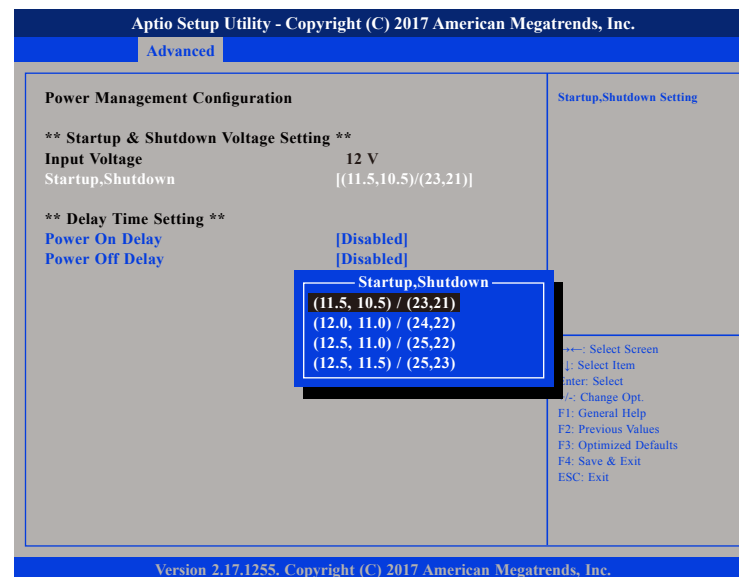 Aptio Setup Utility - Copyright (C) 2017 American Megatrends, Inc.
Advanced
Power Management Configuration
** Startup & Shutdown Voltage Setting **
Input Voltage 12 V
Startup,Shutdown [(11.5,10.5)/(23,21)]
** Delay Time Setting **
Power On Delay [Disabled]
Power Off Delay [Disabled]
Startup,Shutdown
(11.5, 10.5) / (23,21)
(12.0, 11.0) / (24,22)
(12.5, 11.0) / (25,22)
(12.5, 11.5) / (25,23)
Startup,Shutdown Setting
→←: Select Screen
↓: Select Item
Enter: Select
/-: Change Opt.
F1: General Help
F2: Previous Values
F3: Optimized Defaults
F4: Save & Exit
ESC: Exit
Version 2.17.1255. Copyright (C) 2017 American Megatrends, Inc.